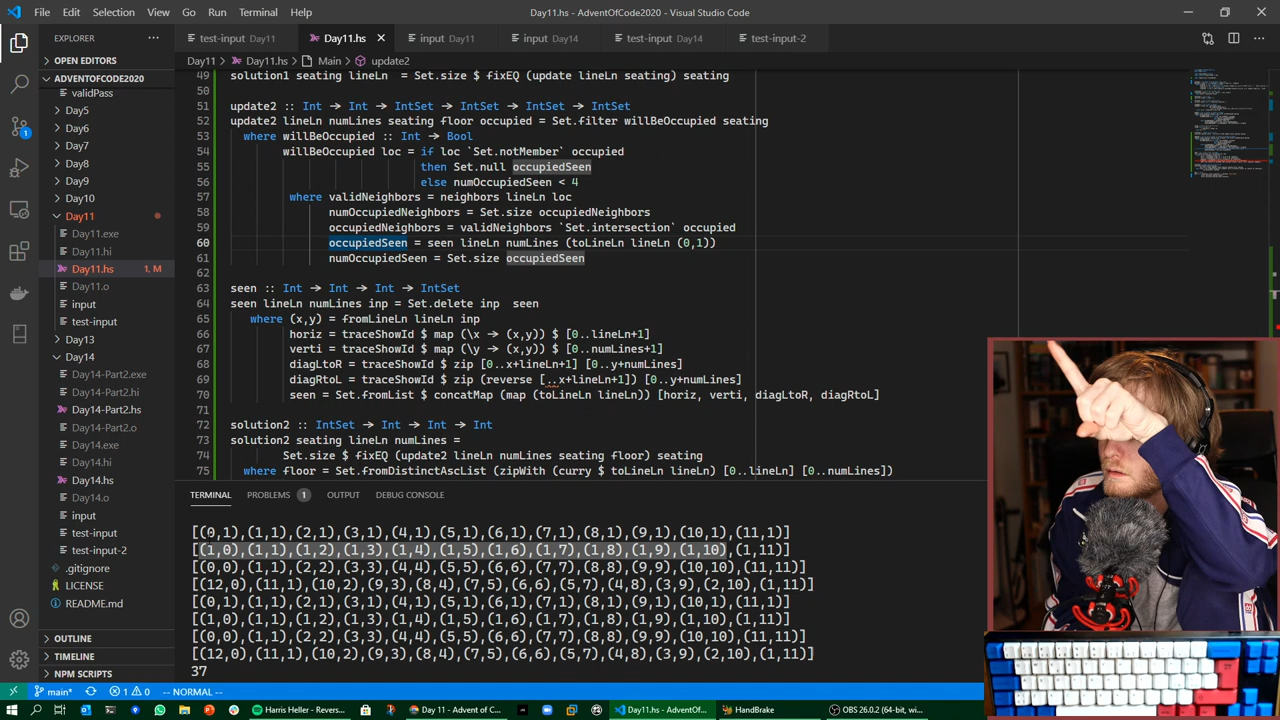 File Edit Selection View Go Run Terminal Help
Day11.hs - AdventOfCode2020 - Visual Studio Code
EXPLORER
test-input Day11
Day11.hs
input Day11
input Day14
test-input Day14
test-input-2
Day11 > Day11.hs > Main > update2
OPEN EDITORS
ADVENTOFCODE2020
validPass
Day5
Day6
Day7
Day8
Day9
Day10
Day11
Day11.exe
Day11.hi
Day11.hs 1, M
Day11.o
input
test-input
Day13
Day14
Day14-Part2.exe
Day14-Part2.hi
Day14-Part2.hs
Day14-Part2.o
Day14.exe
Day14.hi
Day14.hs
Day14.o
input
test-input
test-input-2
.gitignore
LICENSE
README.md
OUTLINE
TIMELINE
NPM SCRIPTS
49 solution1 seating lineLn = Set.size $ fixEQ (update lineLn seating) seating
50
51 update2 :: Int → Int → IntSet → IntSet → IntSet → IntSet
52 update2 lineLn numLines seating floor occupied = Set.filter willBeOccupied seating
53 where willBeOccupied :: Int → Bool
54 willBeOccupied loc = if loc `Set.notMember` occupied
55 then Set.null occupiedSeen
56 else numOccupiedSeen < 4
57 where validNeighbors = neighbors lineLn loc
58 numOccupiedNeighbors = Set.size occupiedNeighbors
59 occupiedNeighbors = validNeighbors `Set.intersection` occupied
60 occupiedSeen = seen lineLn numLines (toLineLn lineLn (0,1))
61 numOccupiedSeen = Set.size occupiedSeen
62
63 seen :: Int → Int → Int → IntSet
64 seen lineLn numLines inp = Set.delete inp seen
65 where (x,y) = fromLineLn lineLn inp
66 horiz = traceShowId $ map (\x → (x,y)) $ [0..lineLn+1]
67 verti = traceShowId $ map (\y → (x,y)) $ [0..numLines+1]
68 diagLtoR = traceShowId $ zip [0..x+lineLn+1] [0..y+numLines]
69 diagRtoL = traceShowId $ zip (reverse [..x+lineLn+1]) [0..y+numLines]
70 seen = Set.fromList $ concatMap (map (toLineLn lineLn)) [horiz, verti, diagLtoR, diagRtoL]
71
72 solution2 :: IntSet → Int → Int → Int
73 solution2 seating lineLn numLines =
74 Set.size $ fixEQ (update2 lineLn numLines seating floor) seating
75 where floor = Set.fromDistinctAscList (zipWith (curry $ toLineLn lineLn) [0..lineLn] [0..numLines])
TERMINAL PROBLEMS 1 OUTPUT DEBUG CONSOLE
[(0,1),(1,1),(2,1),(3,1),(4,1),(5,1),(6,1),(7,1),(8,1),(9,1),(10,1),(11,1)]
[(1,0),(1,1),(1,2),(1,3),(1,4),(1,5),(1,6),(1,7),(1,8),(1,9),(1,10),(1,11)]
[(0,0),(1,1),(2,2),(3,3),(4,4),(5,5),(6,6),(7,7),(8,8),(9,9),(10,10),(11,11)]
[(12,0),(11,1),(10,2),(9,3),(8,4),(7,5),(6,6),(5,7),(4,8),(3,9),(2,10),(1,11)]
[(0,1),(1,1),(2,1),(3,1),(4,1),(5,1),(6,1),(7,1),(8,1),(9,1),(10,1),(11,1)]
[(1,0),(1,1),(1,2),(1,3),(1,4),(1,5),(1,6),(1,7),(1,8),(1,9),(1,10),(1,11)]
[(0,0),(1,1),(2,2),(3,3),(4,4),(5,5),(6,6),(7,7),(8,8),(9,9),(10,10),(11,11)]
[(12,0),(11,1),(10,2),(9,3),(8,4),(7,5),(6,6),(5,7),(4,8),(3,9),(2,10),(1,11)]
37
main* 1 0 -- NORMAL --
Harris Heller - Revers...
Day 11 - Advent of C...
Day11.hs - AdventOf...
HandBrake
OBS 26.0.2 (64-bit, wi...